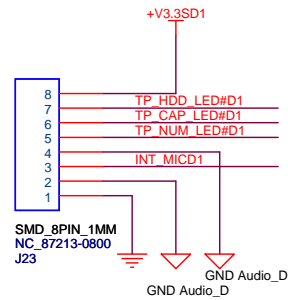 +V3.3SD1
8
7 TP_HDD_LED#D1
6 TP_CAP_LED#D1
5 TP_NUM_LED#D1
4
3 INT_MICD1
2
1
SMD_8PIN_1MM
NC_87213-0800
J23
GND Audio_D
GND Audio_D